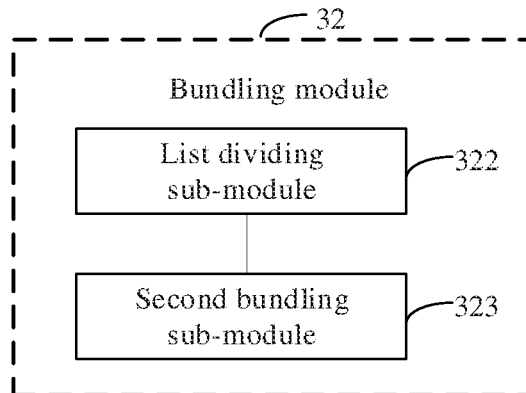 32
Bundling module
List dividing
sub-module
322
Second bundling
sub-module
323